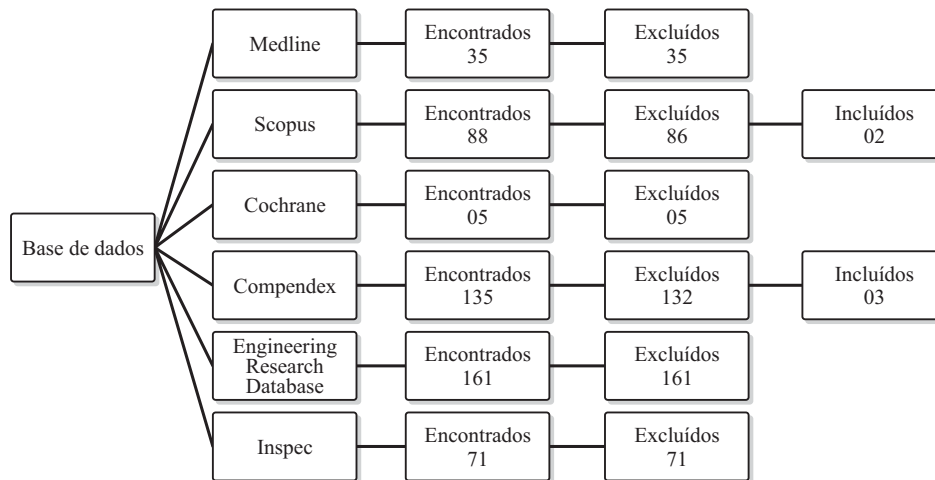 Base de dados
Medline
Encontrados
35
Excluídos
35
Scopus
Encontrados
88
Excluídos
86
Incluídos
02
Cochrane
Encontrados
05
Excluídos
05
Compendex
Encontrados
135
Excluídos
132
Incluídos
03
Engineering
Research
Database
Encontrados
161
Excluídos
161
Inspec
Encontrados
71
Excluídos
71